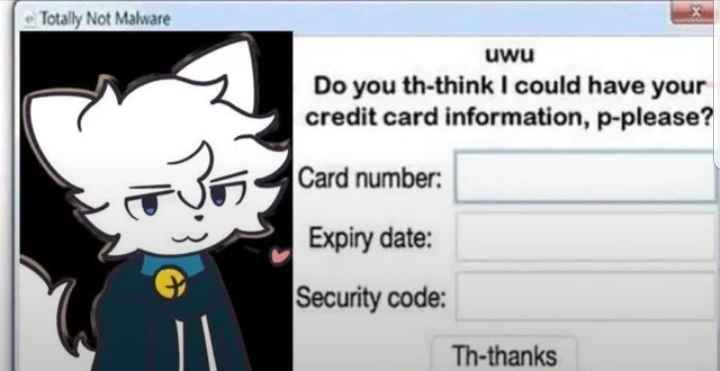 Totally Not Malware
uwu
Do you th-think I could have your
credit card information, p-please?
Card number:
Expiry date:
Security code:
Th-thanks